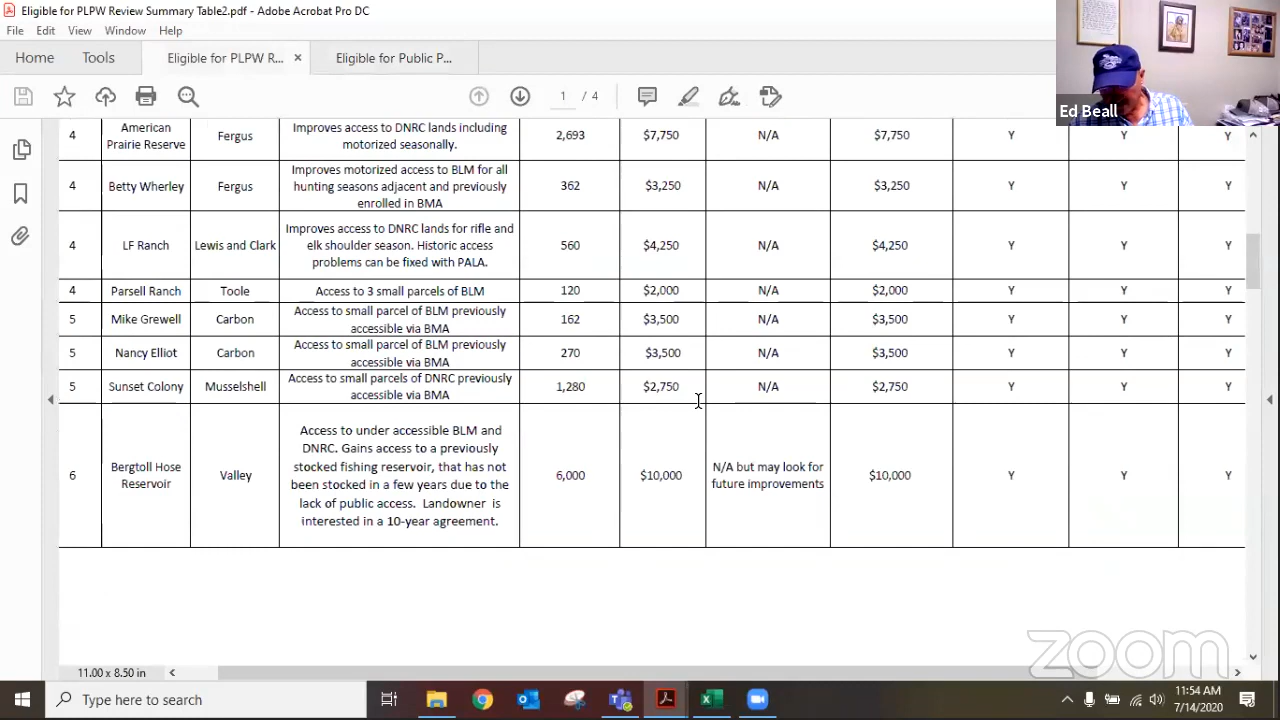 Eligible for PLPW Review Summary Table2.pdf - Adobe Acrobat Pro DC
File Edit View Window Help
Home Tools Eligible for PLPW R... × Eligible for Public P...
1 / 4
Ed Beall
4 American Prairie Reserve Fergus Improves access to DNRC lands including motorized seasonally. 2,693 $7,750 N/A $7,750 Y Y Y
4 Betty Wherley Fergus Improves motorized access to BLM for all hunting seasons adjacent and previously enrolled in BMA 362 $3,250 N/A $3,250 Y Y Y
4 LF Ranch Lewis and Clark Improves access to DNRC lands for rifle and elk shoulder season. Historic access problems can be fixed with PALA. 560 $4,250 N/A $4,250 Y Y Y
4 Parsell Ranch Toole Access to 3 small parcels of BLM 120 $2,000 N/A $2,000 Y Y Y
5 Mike Grewell Carbon Access to small parcel of BLM previously accessible via BMA 162 $3,500 N/A $3,500 Y Y Y
5 Nancy Elliot Carbon Access to small parcel of BLM previously accessible via BMA 270 $3,500 N/A $3,500 Y Y Y
5 Sunset Colony Musselshell Access to small parcels of DNRC previously accessible via BMA 1,280 $2,750 N/A $2,750 Y Y Y
6 Bergtoll Hose Reservoir Valley Access to under accessible BLM and DNRC. Gains access to a previously stocked fishing reservoir, that has not been stocked in a few years due to the lack of public access. Landowner is interested in a 10-year agreement. 6,000 $10,000 N/A but may look for future improvements $10,000 Y Y Y
zoom
11.00 x 8.50 in
Type here to search
11:54 AM
7/14/2020